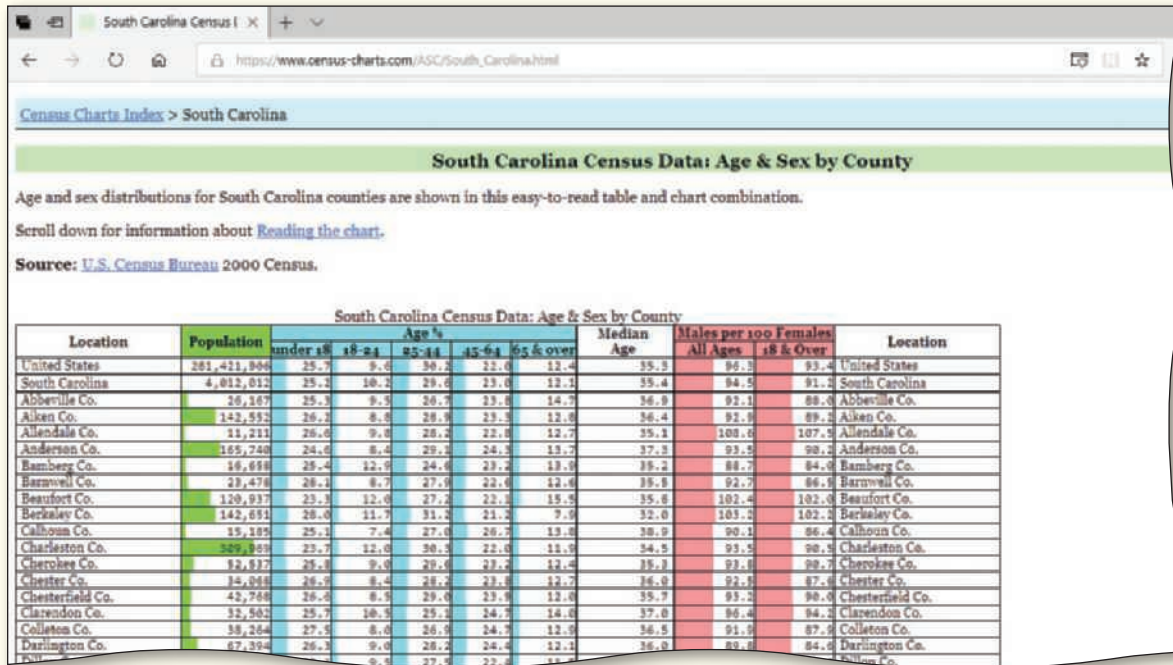 South Carolina Census
https://www.census-charts.com/ASC/South_Carolina.html
Census Charts Index > South Carolina
South Carolina Census Data: Age & Sex by County
Age and sex distributions for South Carolina counties are shown in this easy-to-read table and chart combination.
Scroll down for information about Reading the chart.
Source: U.S. Census Bureau 2000 Census.
South Carolina Census Data: Age & Sex by County
Location Population Age % Median Age Males per 100 Females Location
under 18 18-24 25-44 45-64 65 & over All Ages 18 & Over
United States 281,421,906 25.7 9.6 30.2 22.0 12.4 35.3 96.3 93.4 United States
South Carolina 4,012,012 25.2 10.2 29.6 23.0 12.1 35.4 94.5 91.2 South Carolina
Abbeville Co. 26,167 25.3 9.5 26.7 23.8 14.7 36.9 92.1 88.0 Abbeville Co.
Aiken Co. 142,552 26.2 8.8 28.9 23.3 12.8 36.4 92.9 89.2 Aiken Co.
Allendale Co. 11,211 26.6 9.8 28.2 22.8 12.7 35.1 108.6 107.5 Allendale Co.
Anderson Co. 165,740 24.6 8.4 29.1 24.3 13.7 37.3 93.5 90.2 Anderson Co.
Bamberg Co. 16,658 25.4 12.9 24.6 23.2 13.9 35.2 88.7 84.0 Bamberg Co.
Barnwell Co. 23,478 28.1 8.7 27.9 22.6 12.6 35.5 92.7 86.5 Barnwell Co.
Beaufort Co. 120,937 23.3 12.0 27.2 22.1 15.5 35.8 102.4 102.0 Beaufort Co.
Berkeley Co. 142,651 28.0 11.7 31.2 21.2 7.9 32.0 103.2 102.2 Berkeley Co.
Calhoun Co. 15,185 25.1 7.4 27.0 26.7 13.8 38.9 90.1 86.4 Calhoun Co.
Charleston Co. 309,969 23.7 12.0 30.3 22.0 11.9 34.5 93.5 90.5 Charleston Co.
Cherokee Co. 52,537 25.8 9.0 29.6 23.2 12.4 35.3 93.8 90.7 Cherokee Co.
Chester Co. 34,068 26.9 8.4 28.2 23.8 12.7 36.0 92.5 87.6 Chester Co.
Chesterfield Co. 42,768 26.6 8.5 29.0 23.9 12.0 35.7 93.2 90.0 Chesterfield Co.
Clarendon Co. 32,502 25.7 10.5 25.1 24.7 14.0 37.0 96.4 94.2 Clarendon Co.
Colleton Co. 38,264 27.5 8.0 26.9 24.7 12.9 36.5 91.9 87.9 Colleton Co.
Darlington Co. 67,394 26.3 9.0 28.2 24.4 12.1 36.0 89.8 84.6 Darlington Co.
9.5 27.5 22.8 Dillon Co.